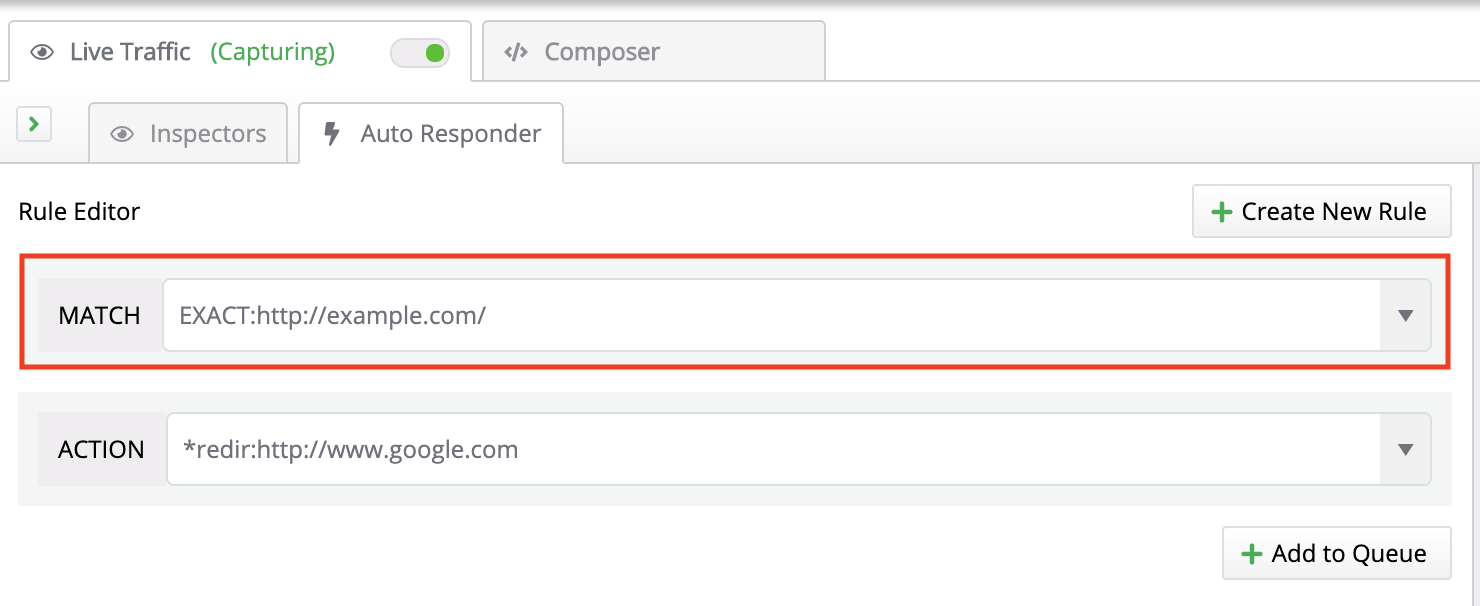 Live Traffic (Capturing)
Composer
Inspectors
Auto Responder
Rule Editor
Create New Rule
MATCH
EXACT:http://example.com/
ACTION
*redir:http://www.google.com
Add to Queue